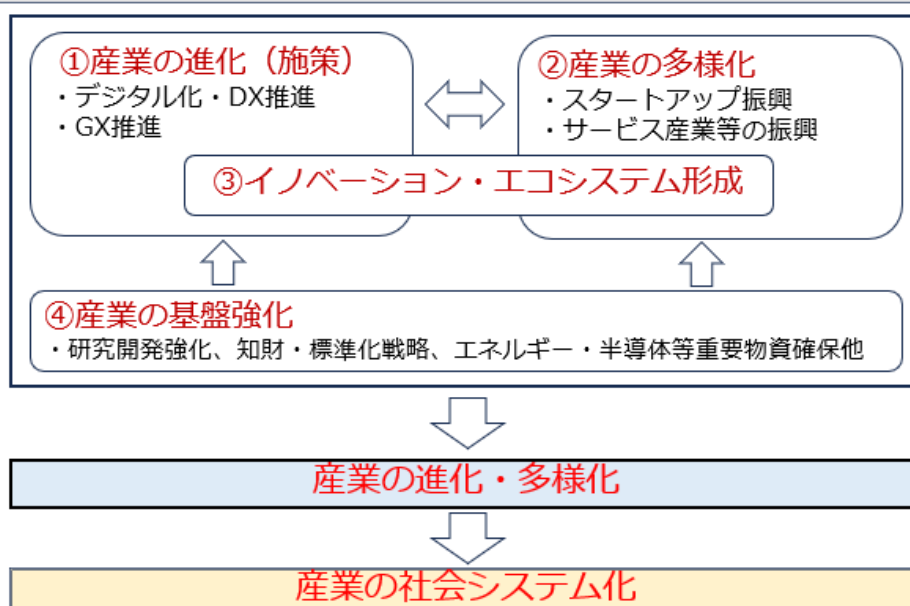 ①産業の進化（施策）
・デジタル化・DX推進
・GX推進
②産業の多様化
・スタートアップ振興
・サービス産業等の振興
③イノベーション・エコシステム形成
④産業の基盤強化
・研究開発強化、知財・標準化戦略、エネルギー・半導体等重要物資確保他
産業の進化・多様化
産業の社会システム化